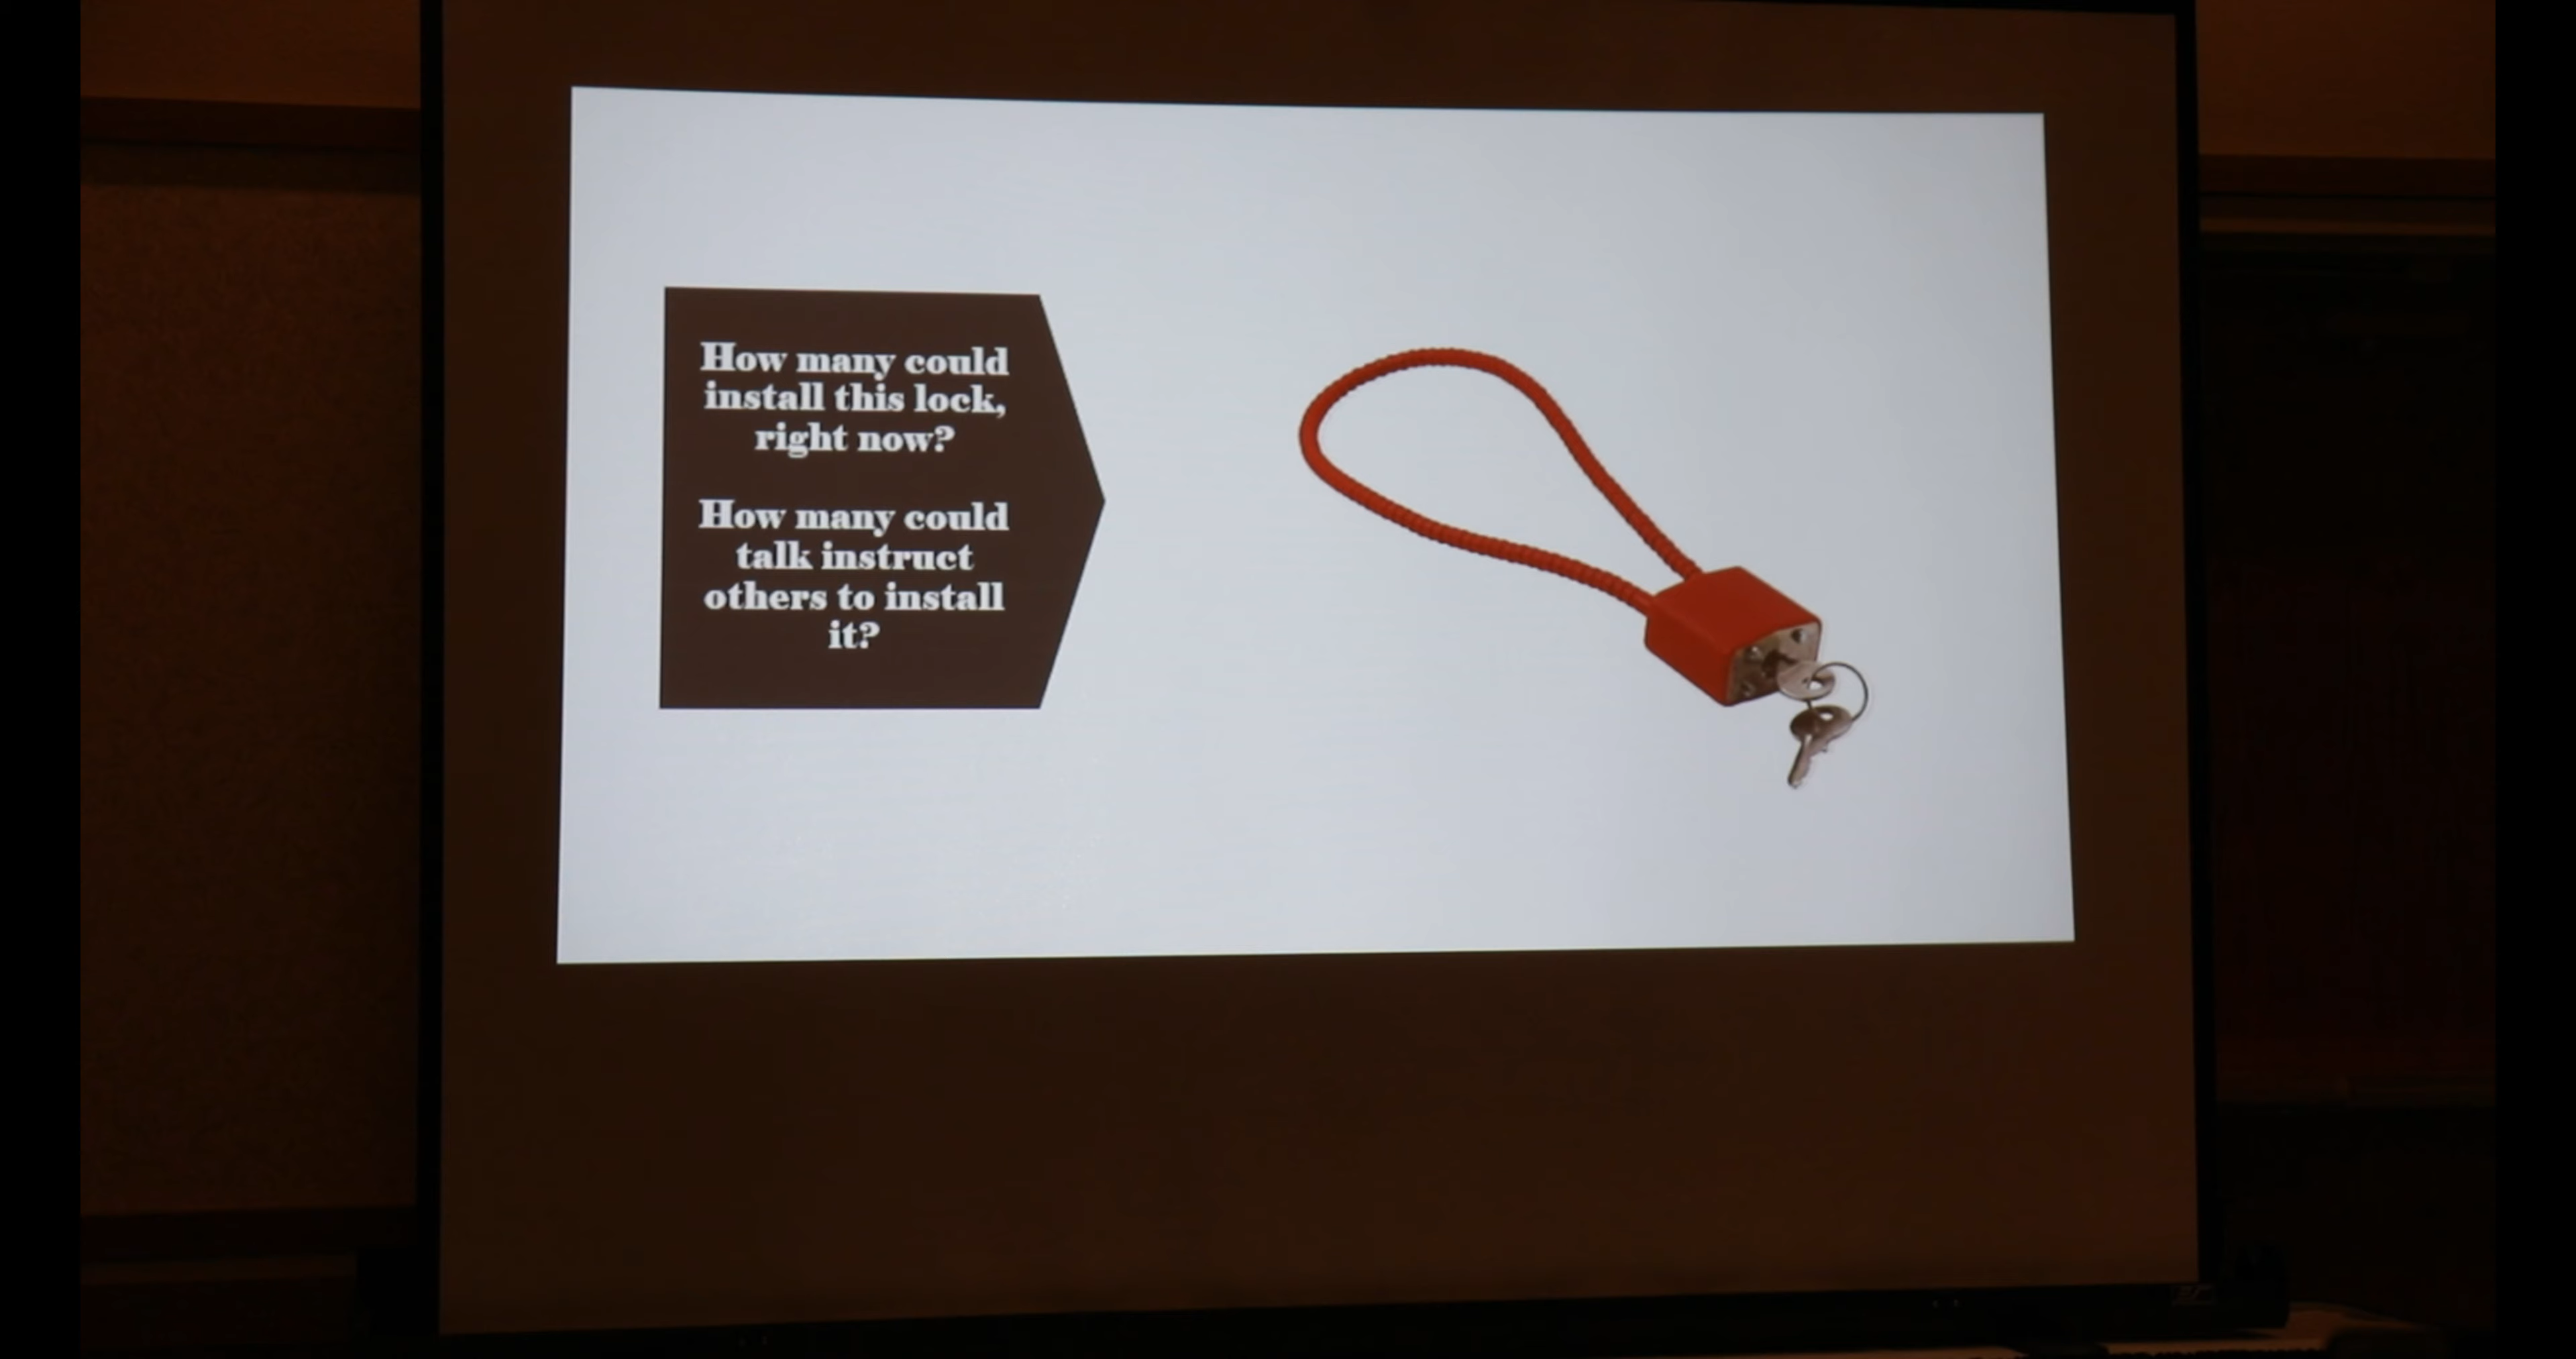 How many could
install this lock,
right now?
How many could
talk instruct
others to install
it?